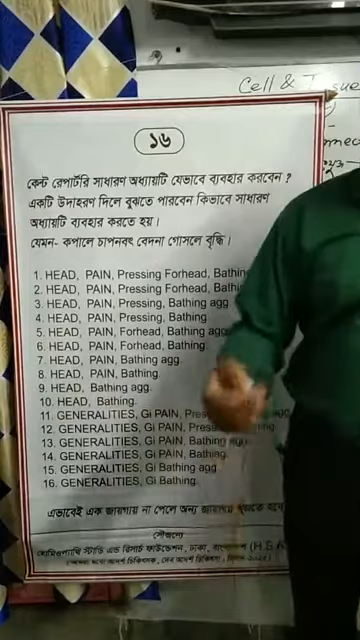 Cell & Tissue
১৬
কেন্ট রেপার্টরি সাধারণ অধ্যায়টি যেভাবে ব্যবহার করবেন ?
একটি উদাহরণ দিলে বুঝতে পারবেন কিভাবে সাধারণ
অধ্যায়টি ব্যবহার করতে হয়।
যেমন- কপালে চাপনবৎ বেদনা গোসলে বৃদ্ধি।
1. HEAD, PAIN, Pressing Forhead, Bathin
2. HEAD, PAIN, Pressing Forhead, Bathin
3. HEAD, PAIN, Pressing, Bathing agg
4. HEAD, PAIN, Pressing, Bathing
5. HEAD, PAIN, Forhead, Bathing agg
6. HEAD, PAIN, Forhead, Bathing.
7. HEAD, PAIN, Bathing agg.
8. HEAD, PAIN, Bathing.
9. HEAD, Bathing agg.
10. HEAD, Bathing.
11. GENERALITIES, Gi PAIN, Pres agg
12. GENERALITIES, Gi PAIN, Press
13. GENERALITIES, Gi PAIN, Bathing agg
14. GENERALITIES, Gi PAIN, Bathing
15. GENERALITIES, Gi Bathing agg
16. GENERALITIES, Gi Bathing.
এভাবেই এক জায়গায় না পেলে অন্য জায়গায় খুজতে হবে
সৌজন্যে
হোমিওপ্যাথি স্টাডি এন্ড রিসার্চ ফাউন্ডেশন, ঢাকা, বাংলাদেশ (H.S.